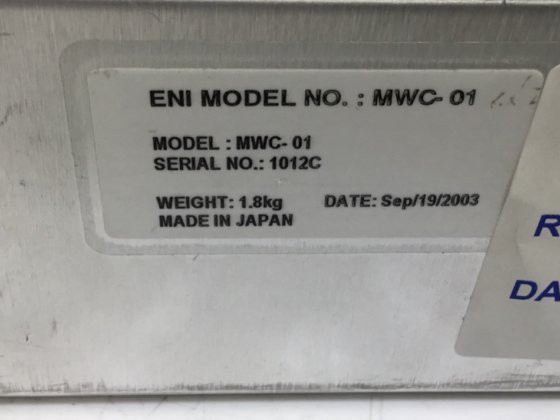 ENI MODEL NO. : MWC- 01
MODEL : MWC- 01
SERIAL NO.: 1012C
WEIGHT: 1.8kg DATE: Sep/19/2003
MADE IN JAPAN
R
DA